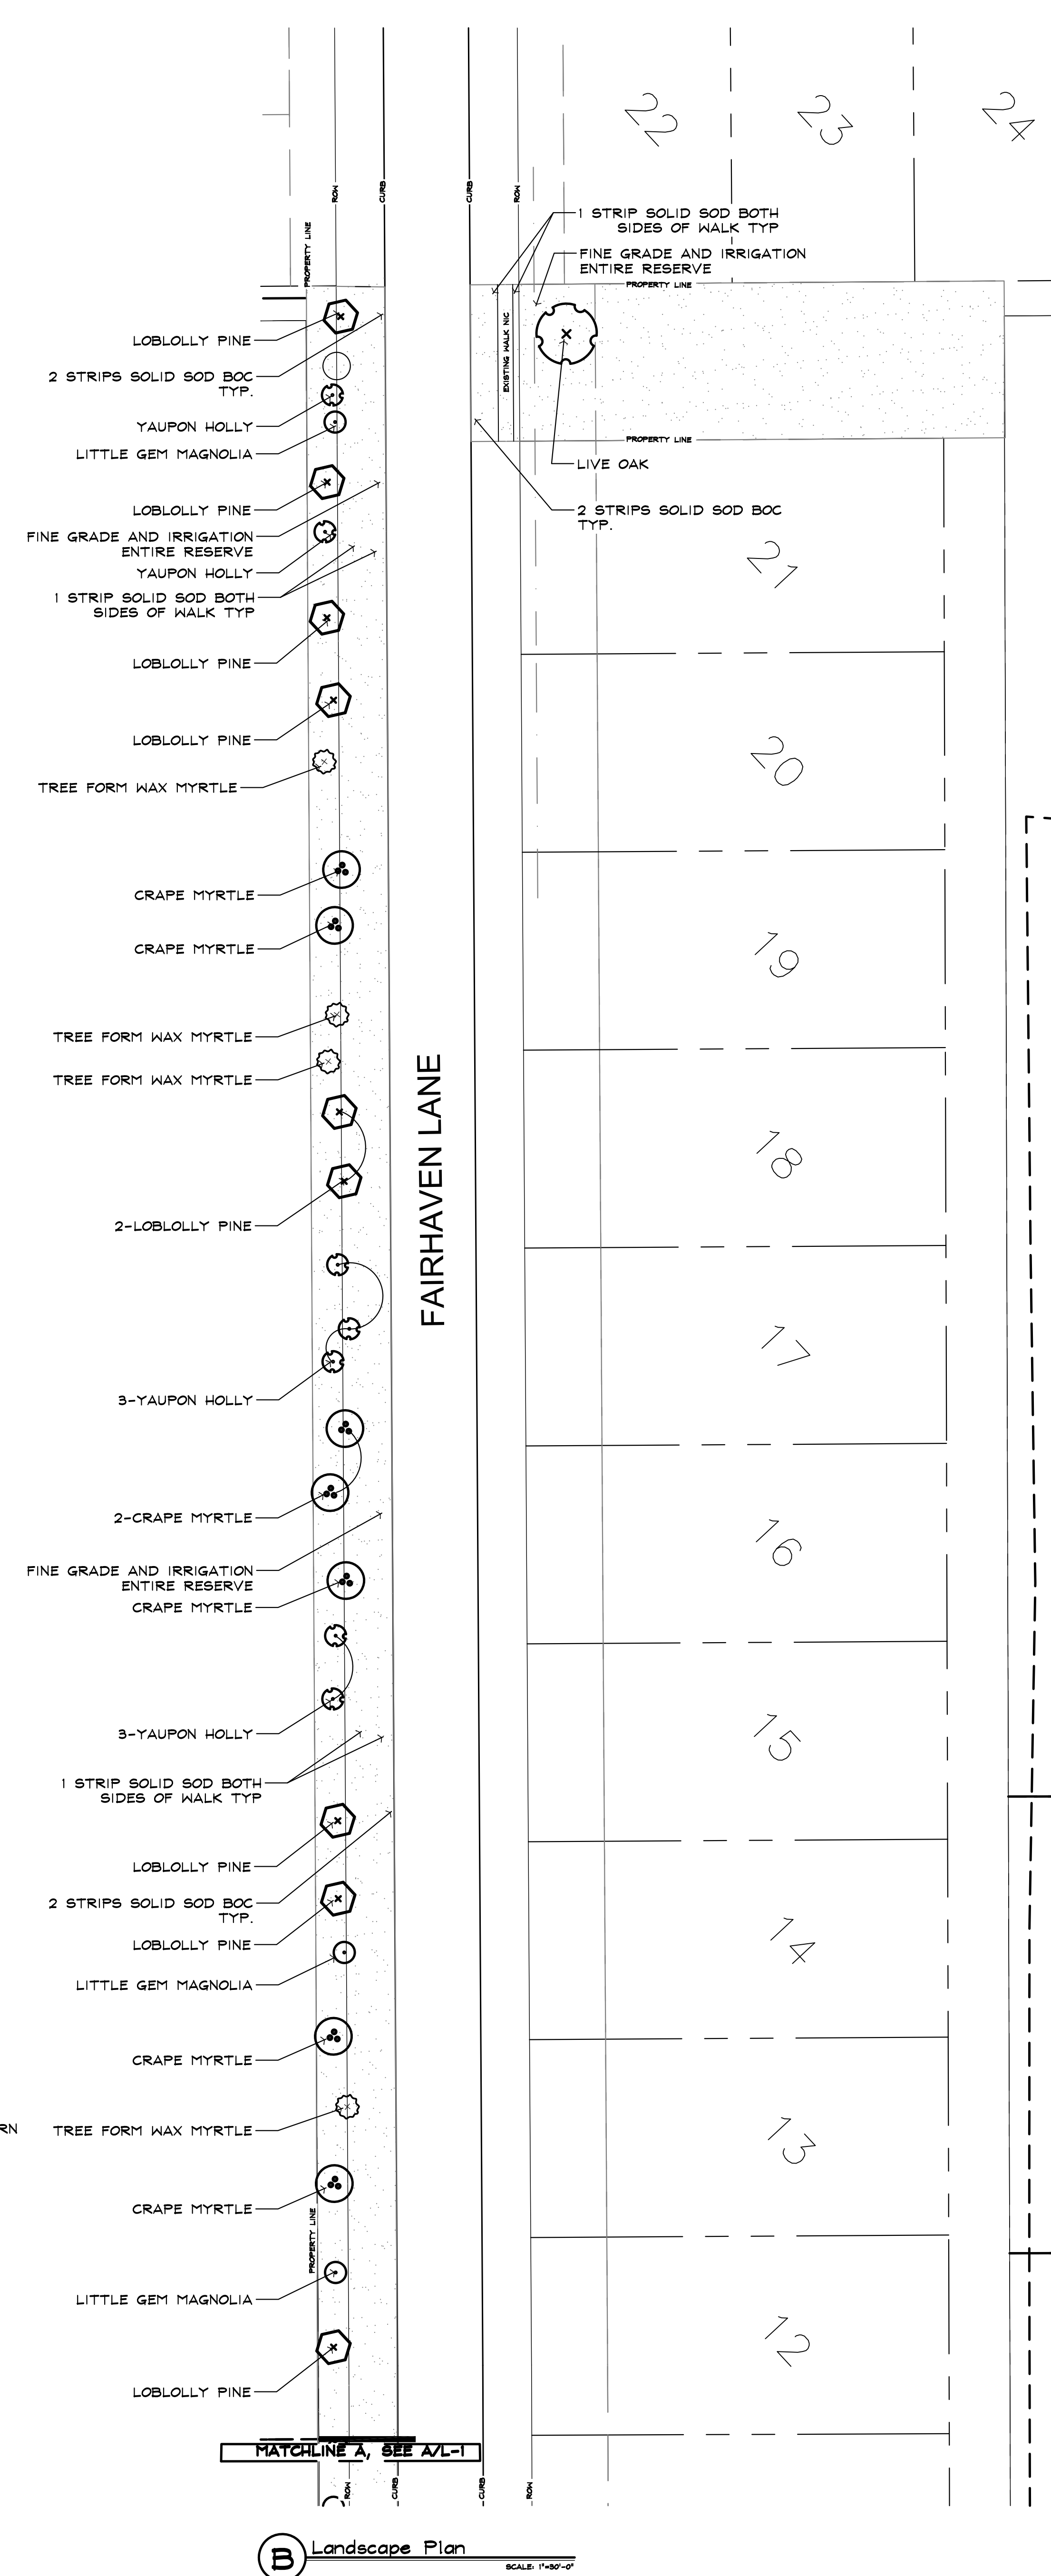 22
23
24
ROW
CURB
CURB
ROW
PROPERTY LINE
1 STRIP SOLID SOD BOTH
SIDES OF WALK TYP
FINE GRADE AND IRRIGATION
ENTIRE RESERVE
PROPERTY LINE
EXISTING WALK NIC
LOBLOLLY PINE
2 STRIPS SOLID SOD BOC
TYP.
YAUPON HOLLY
LITTLE GEM MAGNOLIA
PROPERTY LINE
LIVE OAK
LOBLOLLY PINE
2 STRIPS SOLID SOD BOC
TYP.
FINE GRADE AND IRRIGATION
ENTIRE RESERVE
YAUPON HOLLY
21
1 STRIP SOLID SOD BOTH
SIDES OF WALK TYP
LOBLOLLY PINE
LOBLOLLY PINE
20
TREE FORM WAX MYRTLE
CRAPE MYRTLE
CRAPE MYRTLE
19
TREE FORM WAX MYRTLE
TREE FORM WAX MYRTLE
FAIRHAVEN LANE
18
2-LOBLOLLY PINE
17
3-YAUPON HOLLY
2-CRAPE MYRTLE
16
FINE GRADE AND IRRIGATION
ENTIRE RESERVE
CRAPE MYRTLE
3-YAUPON HOLLY
15
1 STRIP SOLID SOD BOTH
SIDES OF WALK TYP
LOBLOLLY PINE
2 STRIPS SOLID SOD BOC
TYP.
LOBLOLLY PINE
14
LITTLE GEM MAGNOLIA
CRAPE MYRTLE
RN
TREE FORM WAX MYRTLE
13
CRAPE MYRTLE
PROPERTY LINE
LITTLE GEM MAGNOLIA
12
LOBLOLLY PINE
MATCHLINE A, SEE A/L-1
ROW
CURB
CURB
ROW
B
Landscape Plan
SCALE: 1"=30'-0"